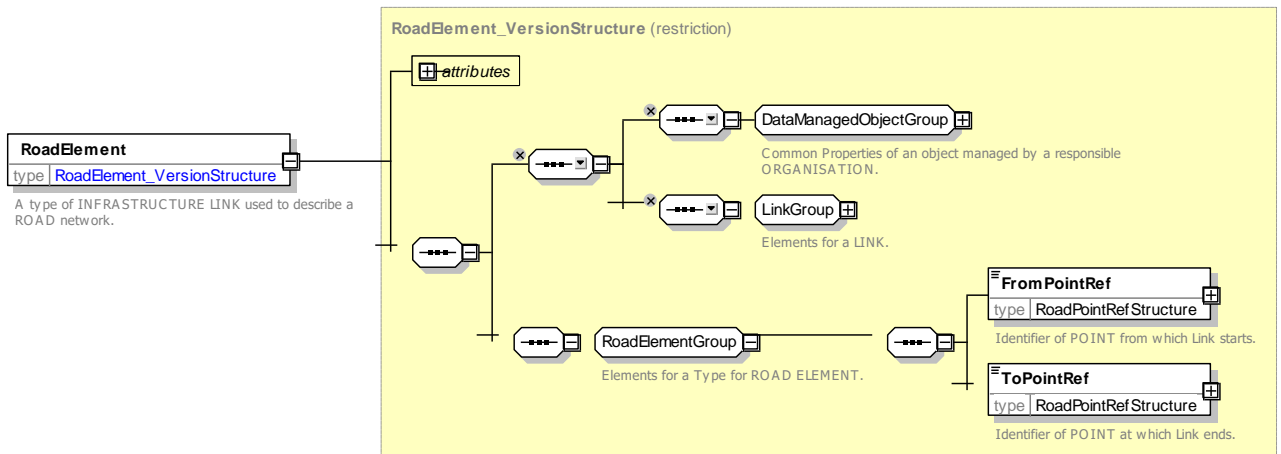 RoadElement_VersionStructure (restriction)
attributes
DataManagedObjectGroup
Common Properties of an object managed by a responsible
ORGANISATION.
RoadElement
type RoadElement_VersionStructure
A type of INFRASTRUCTURE LINK used to describe a
ROAD network.
LinkGroup
Elements for a LINK.
FromPointRef
type RoadPointRefStructure
Identifier of POINT from which Link starts.
RoadElementGroup
Elements for a Type for ROAD ELEMENT.
ToPointRef
type RoadPointRefStructure
Identifier of POINT at which Link ends.